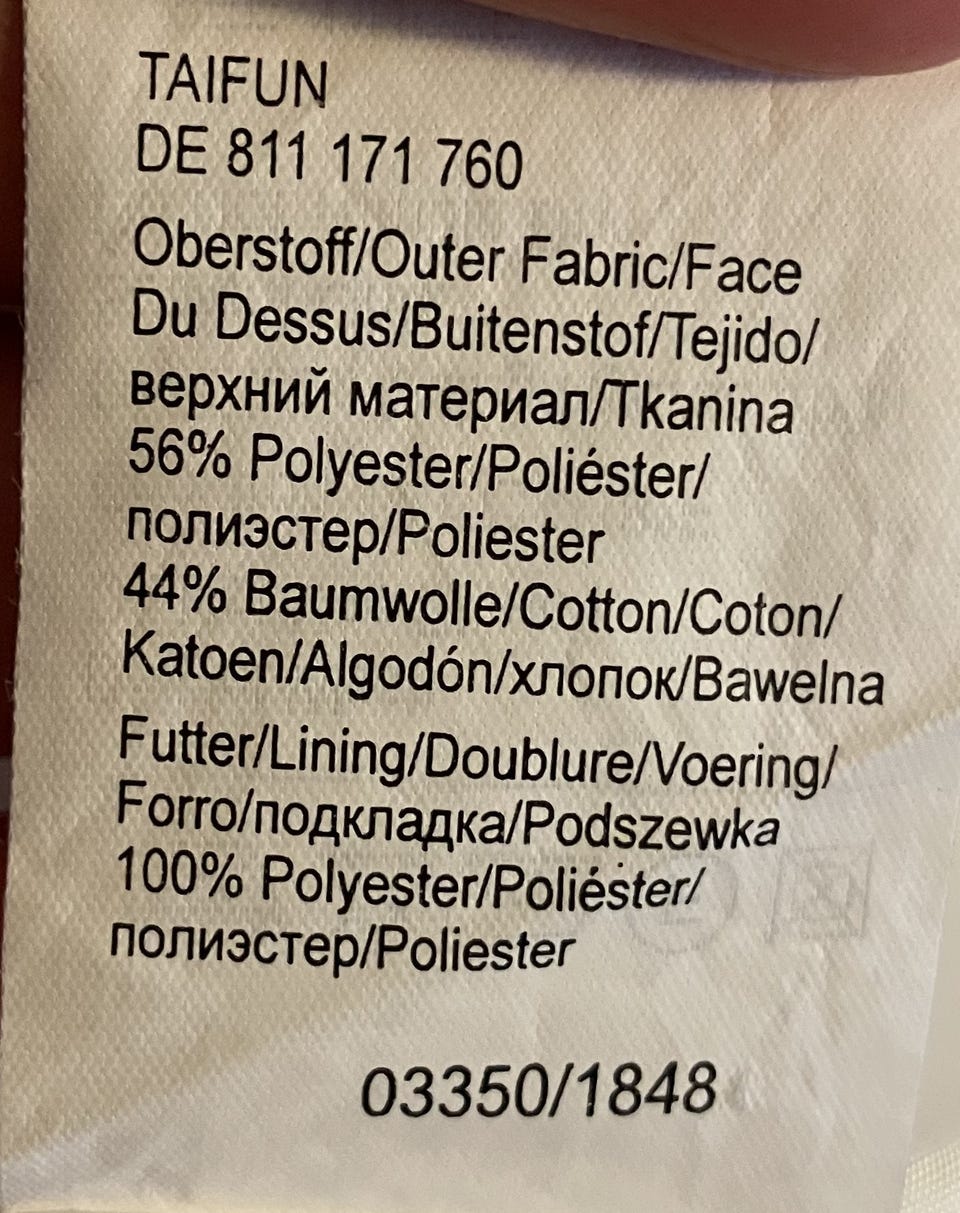 TAIFUN
DE 811 171 760
Oberstoff/Outer Fabric/Face
Du Dessus/Buitenstof/Tejido/
верхний материал/Tkanina
56% Polyester/Poliéster/
полиэстер/Poliester
44% Baumwolle/Cotton/Coton/
Katoen/Algodón/хлопок/Bawelna
Futter/Lining/Doublure/Voering/
Forro/подкладка/Podszewka
100% Polyester/Poliéster/
полиэстер/Poliester
03350/1848